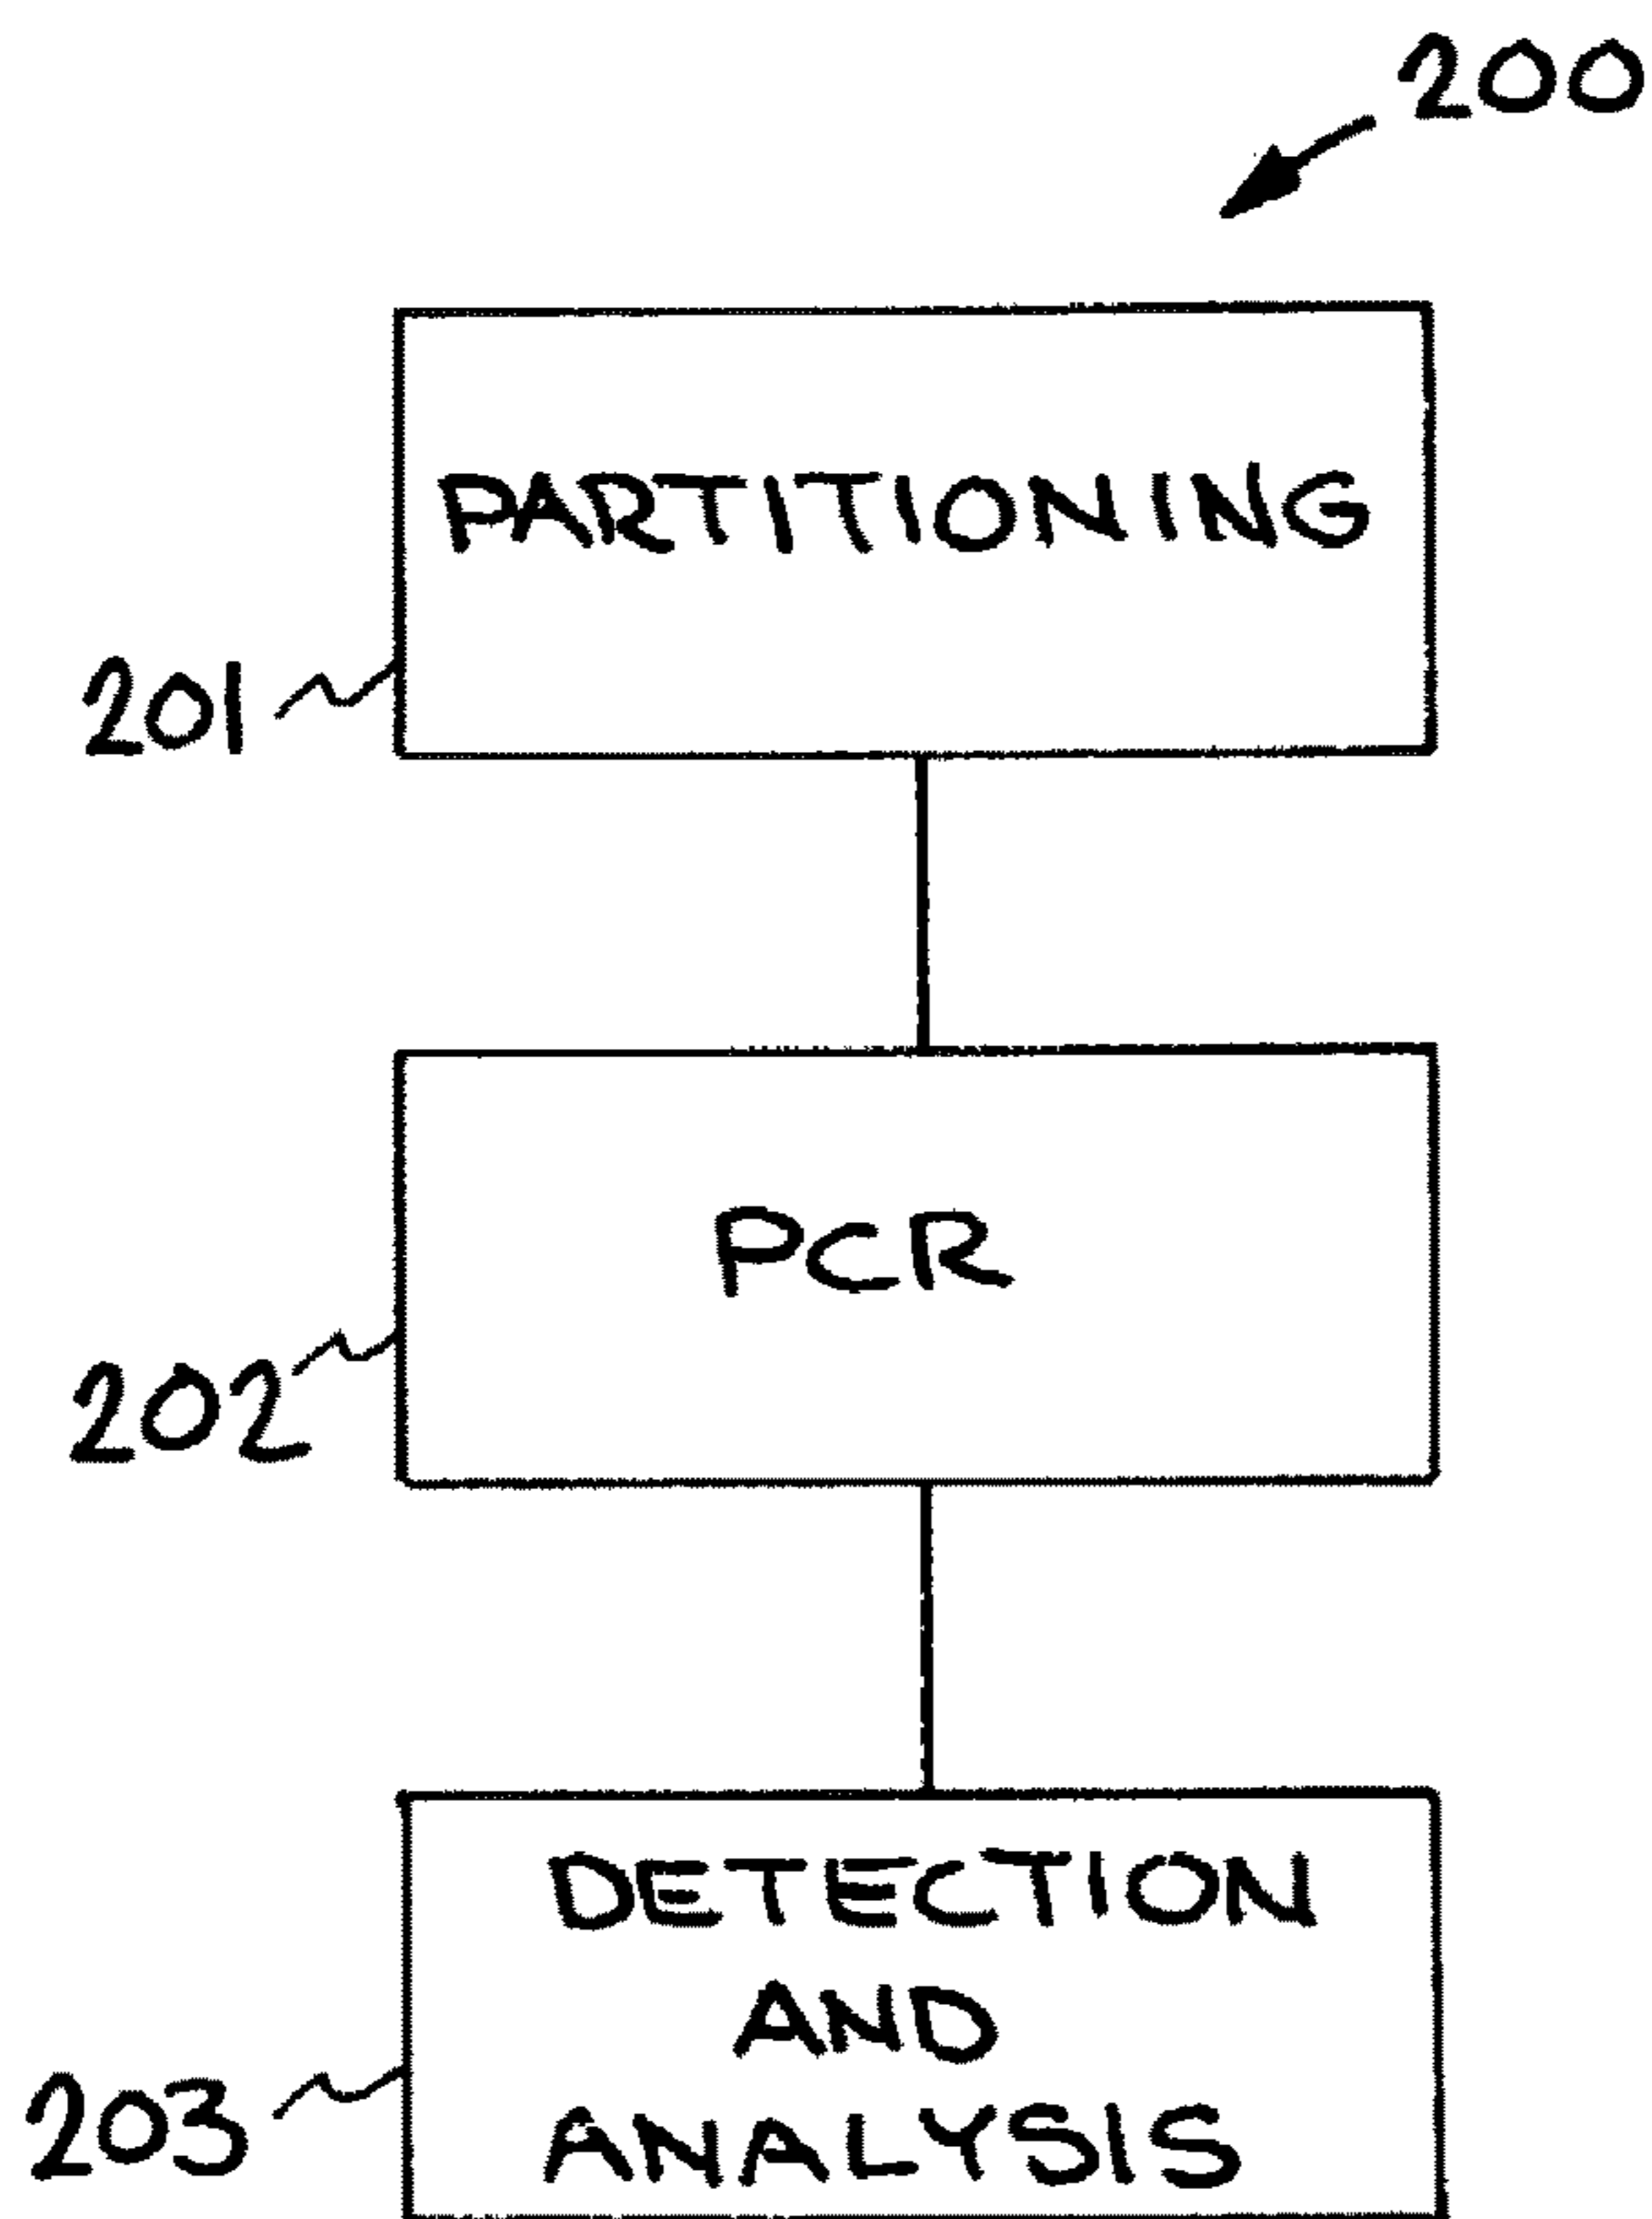 200
PARTITIONING
201
PCR
202
DETECTION
AND
ANALYSIS
203